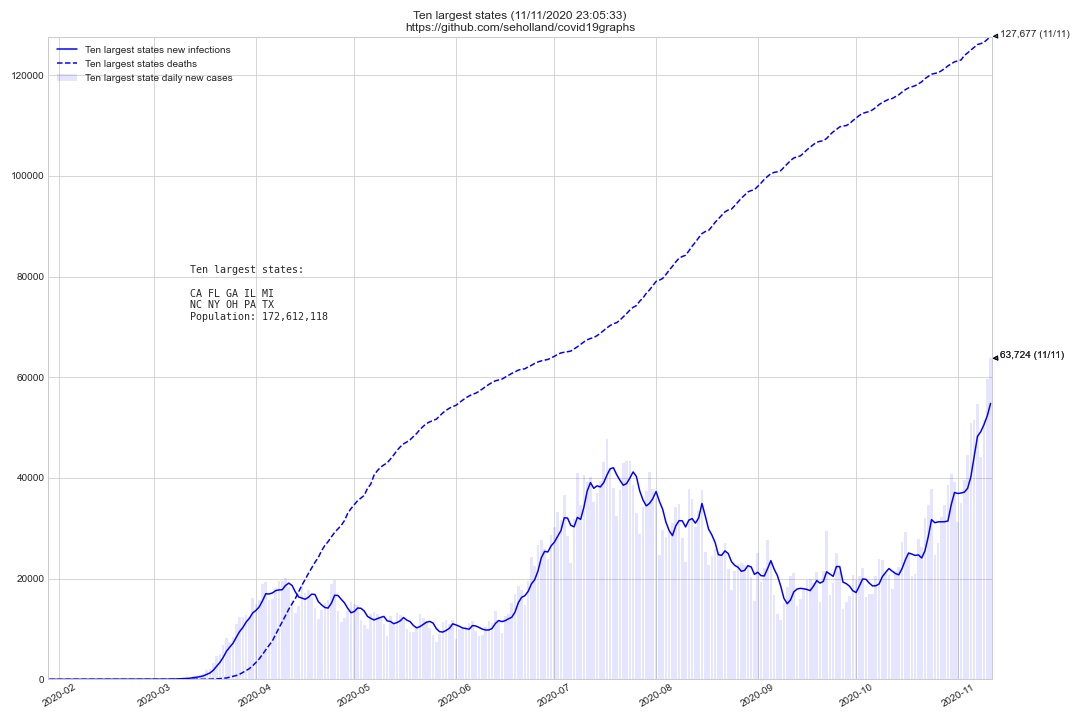 Ten largest states (11/11/2020 23:05:33)
https://github.com/seholland/covid19graphs
Ten largest states new infections
Ten largest states deaths
Ten largest state daily new cases
127,677 (11/11)
120000
100000
80000
60000
40000
20000
0
Ten largest states:
CA FL GA IL MI
NC NY OH PA TX
Population: 172,612,118
63,724 (11/11)
2020-02
2020-03
2020-04
2020-05
2020-06
2020-07
2020-08
2020-09
2020-10
2020-11